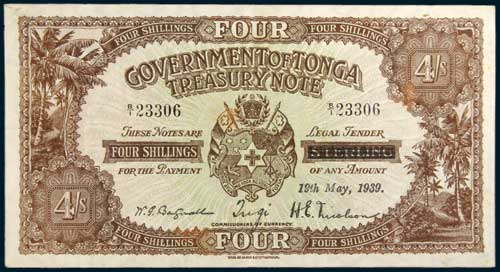 FOUR
FOUR SHILLINGS FOUR SHILLINGS
GOVERNMENT OF TONGA
TREASURY NOTE
4/s
B/1 23306 B/1 23306
THESE NOTES ARE LEGAL TENDER
FOUR SHILLINGS STERLING
FOR THE PAYMENT OF ANY AMOUNT
19th May, 1939.
Tugi
COMMISSIONERS OF CURRENCY
4/s
FOUR SHILLINGS FOUR SHILLINGS
FOUR